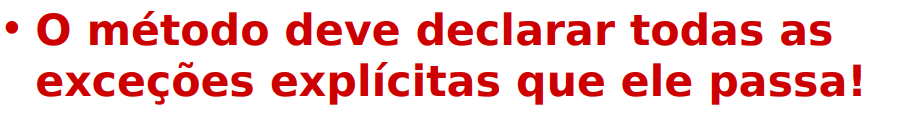 • O método deve declarar todas as
exceções explícitas que ele passa!